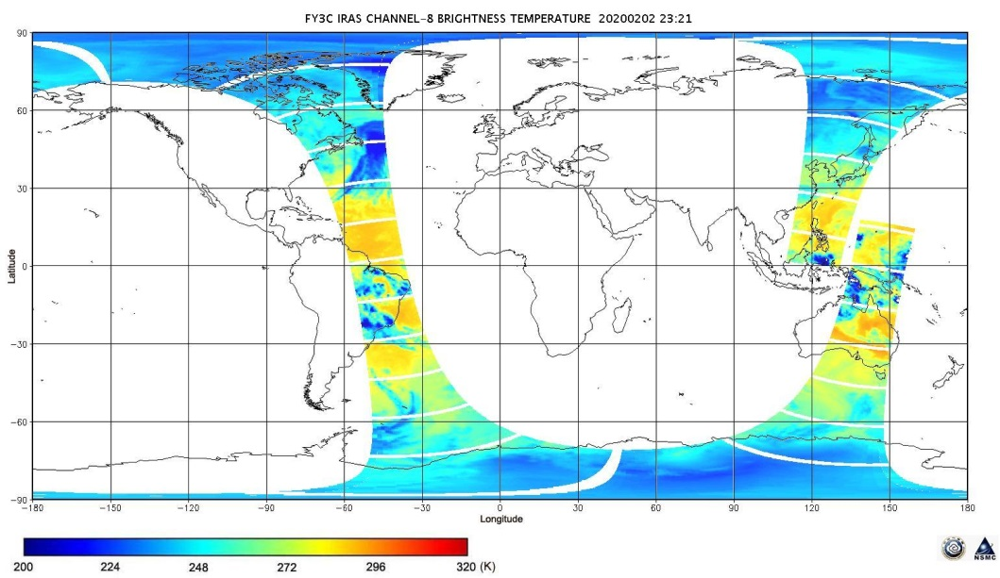 FY3C IRAS CHANNEL-8 BRIGHTNESS TEMPERATURE 20200202 23:21
90
60
30
0
-30
-60
-90
Latitude
-180 -150 -120 -90 -60 -30 0 30 60 90 120 150 180
Longitude
200 224 248 272 296 320 (K)
NSMC